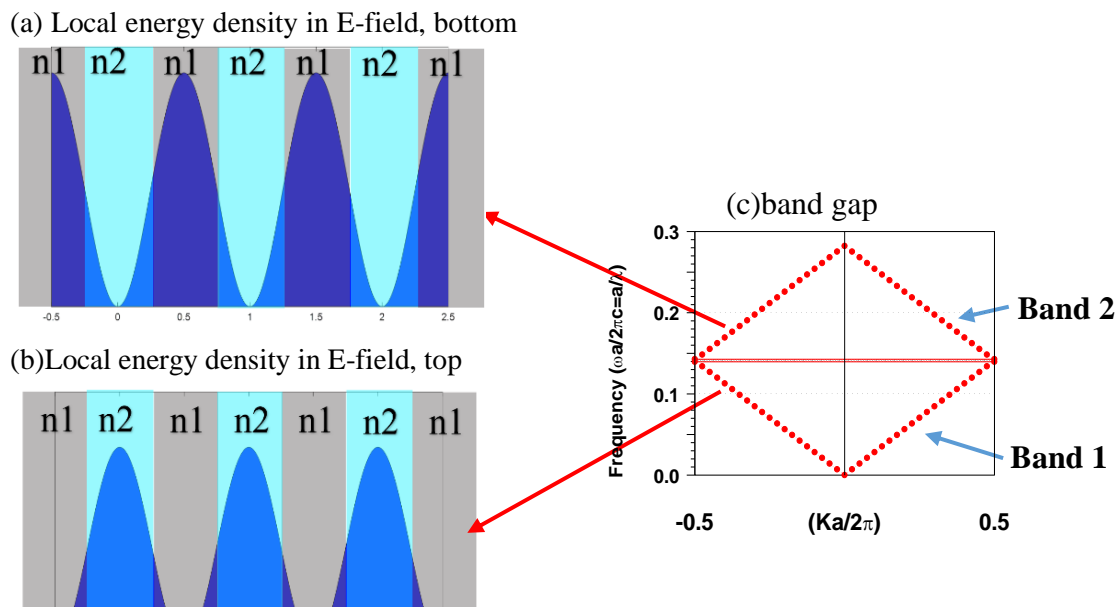 (a) Local energy density in E-field, bottom
n1 n2 n1 n2 n1 n2 n1
-0.5 0 0.5 1 1.5 2 2.5
(b)Local energy density in E-field, top
n1 n2 n1 n2 n1 n2 n1
(c)band gap
Frequency (ωa/2πc=a/λ)
0.3
0.2
0.1
0.0
-0.5 (Ka/2π) 0.5
Band 2
Band 1